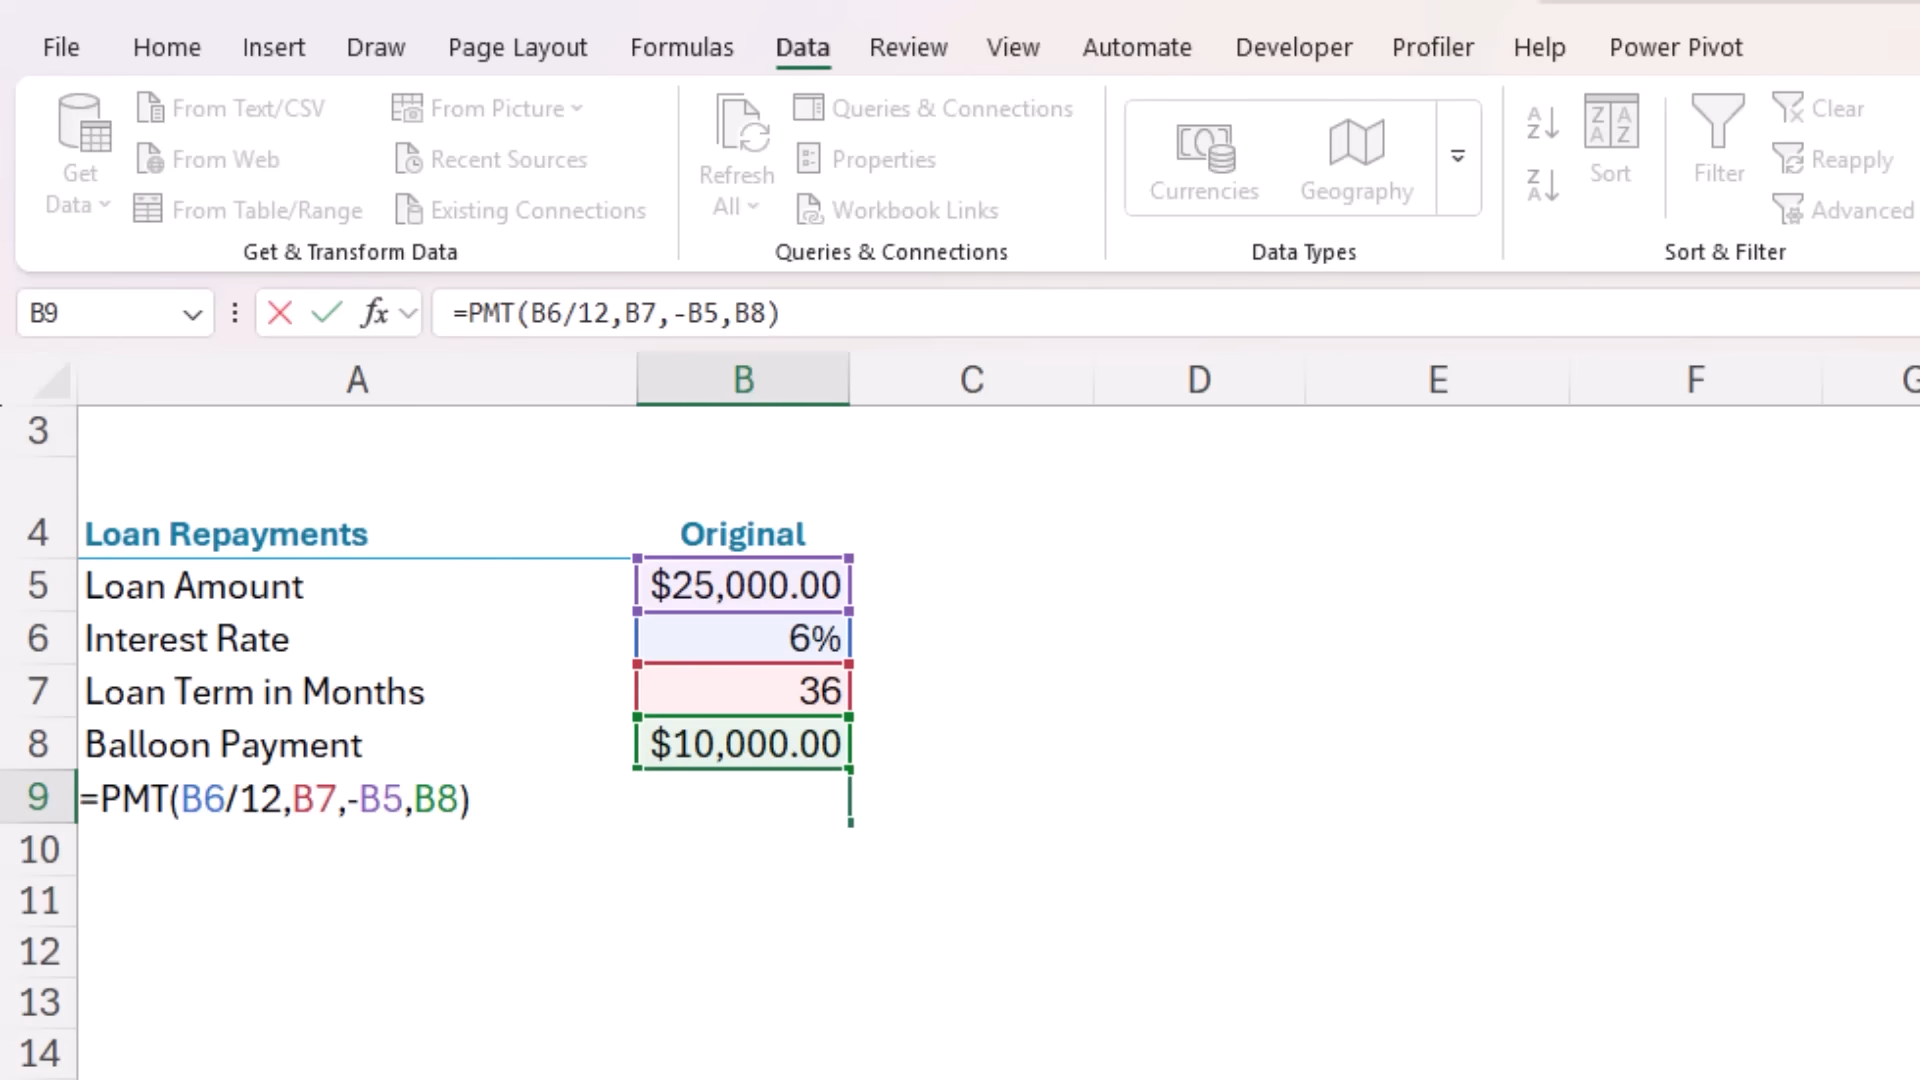 File Home Insert Draw Page Layout Formulas Data Review View Automate Developer Profiler Help Power Pivot
Get Data
From Text/CSV
From Web
From Table/Range
From Picture
Recent Sources
Existing Connections
Get & Transform Data
Refresh All
Queries & Connections
Properties
Workbook Links
Queries & Connections
Currencies
Geography
Data Types
A Z
Z A
Z A A Z
Sort
Filter
Clear
Reapply
Advanced
Sort & Filter
B9 fx =PMT(B6/12,B7,-B5,B8)
A B C D E F
3
4 Loan Repayments Original
5 Loan Amount $25,000.00
6 Interest Rate 6%
7 Loan Term in Months 36
8 Balloon Payment $10,000.00
9 =PMT(B6/12,B7,-B5,B8)
10
11
12
13
14